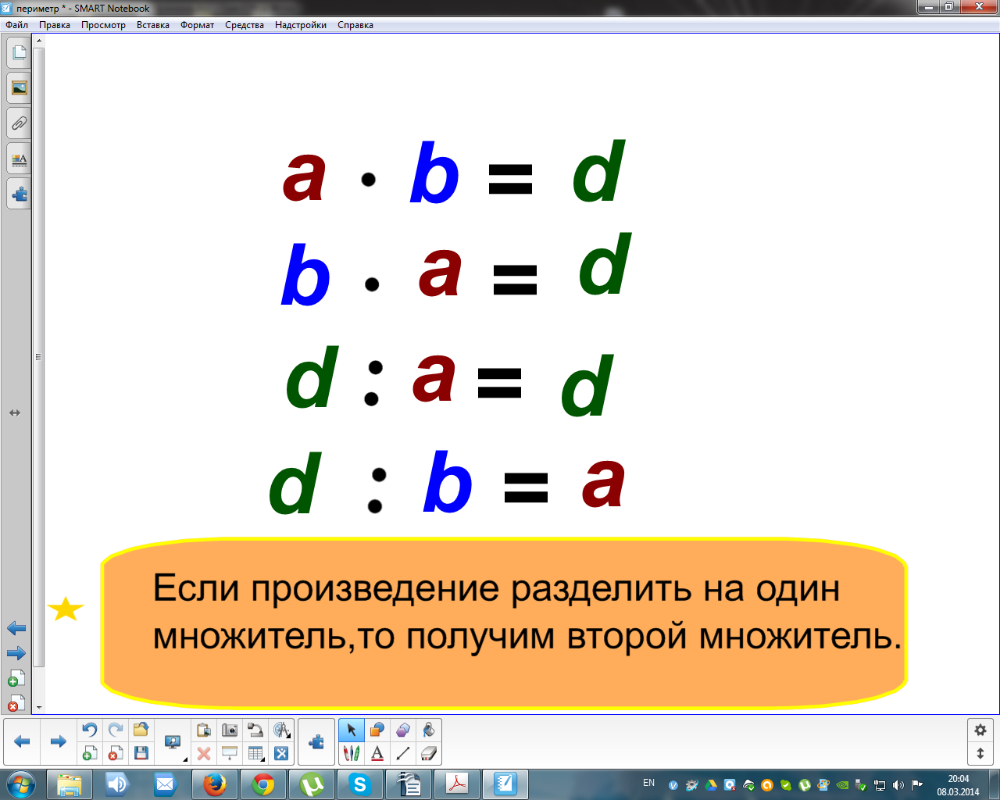 периметр * - SMART Notebook
Файл Правка Просмотр Вставка Формат Средства Надстройки Справка
a · b = d
b · a = d
d : a = d
d : b = a
Если произведение разделить на один
множитель,то получим второй множитель.
EN
20:04
08.03.2014